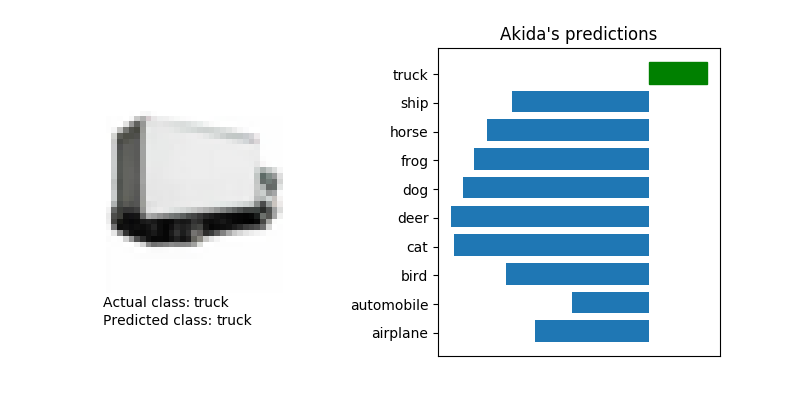 Akida's predictions
truck
ship
horse
frog
dog
deer
cat
bird
automobile
airplane
Actual class: truck
Predicted class: truck